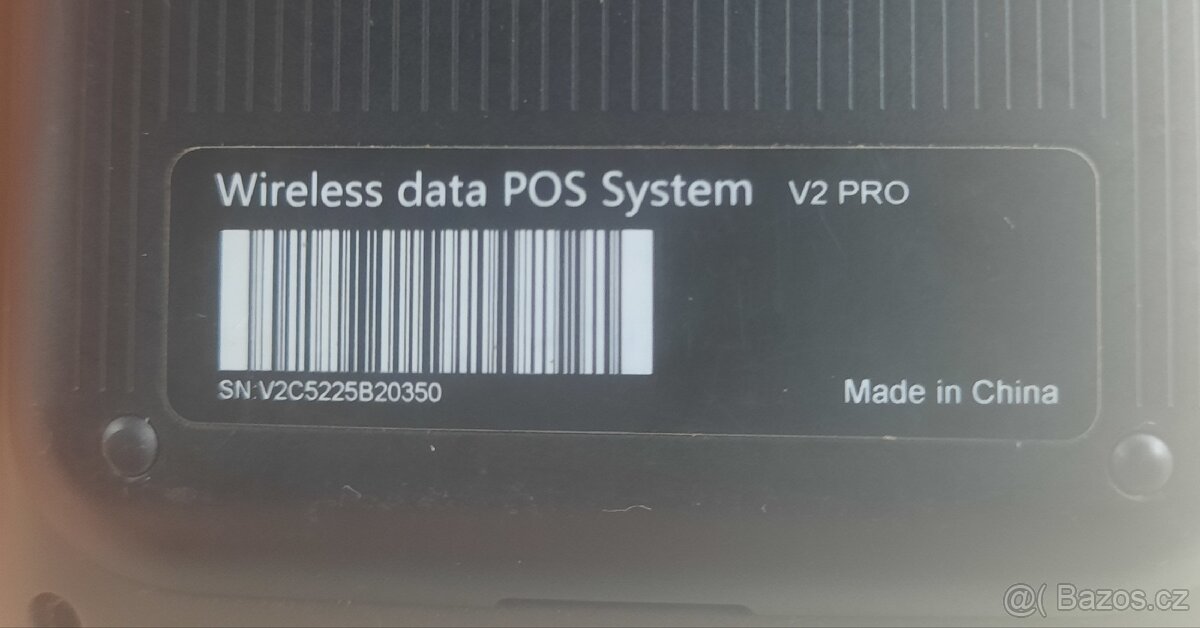 Wireless data POS System V2 PRO
SN:V2C5225B20350
Made in China
@( Bazos.cz